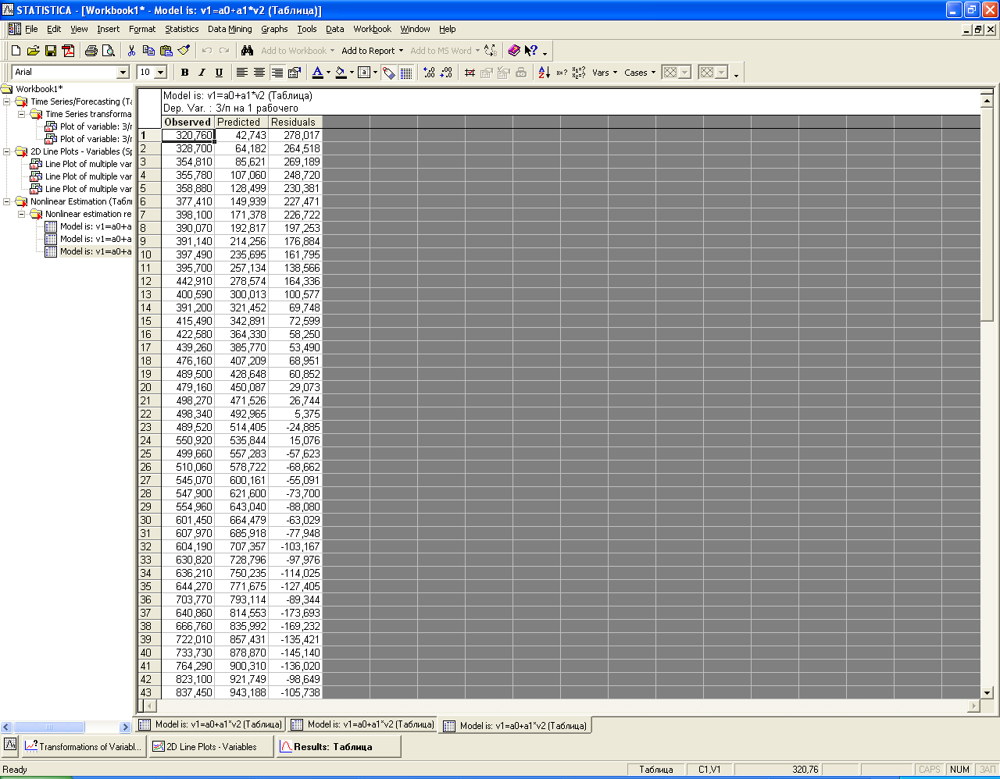 STATISTICA - [Workbook1* - Model is: v1=a0+a1*v2 (Таблица)]
File Edit View Insert Format Statistics Data Mining Graphs Tools Data Workbook Window Help
Add to Workbook Add to Report Add to MS Word
Arial 10 B I U Vars Cases
Workbook1*
Time Series/Forecasting (Та
Time Series transforma
Plot of variable: З/п
Plot of variable: З/п
2D Line Plots - Variables (Sp
Line Plot of multiple var
Line Plot of multiple var
Line Plot of multiple var
Nonlinear Estimation (Табли
Nonlinear estimation re
Model is: v1=a0+a
Model is: v1=a0+a
Model is: v1=a0+a
Model is: v1=a0+a1*v2 (Таблица)
Dep. Var. : З/п на 1 рабочего
Observed Predicted Residuals
1 320,760 42,743 278,017
2 328,700 64,182 264,518
3 354,810 85,621 269,189
4 355,780 107,060 248,720
5 358,880 128,499 230,381
6 377,410 149,939 227,471
7 398,100 171,378 226,722
8 390,070 192,817 197,253
9 391,140 214,256 176,884
10 397,490 235,695 161,795
11 395,700 257,134 138,566
12 442,910 278,574 164,336
13 400,590 300,013 100,577
14 391,200 321,452 69,748
15 415,490 342,891 72,599
16 422,580 364,330 58,250
17 439,260 385,770 53,490
18 476,160 407,209 68,951
19 489,500 428,648 60,852
20 479,160 450,087 29,073
21 498,270 471,526 26,744
22 498,340 492,965 5,375
23 489,520 514,405 -24,885
24 550,920 535,844 15,076
25 499,660 557,283 -57,623
26 510,060 578,722 -68,662
27 545,070 600,161 -55,091
28 547,900 621,600 -73,700
29 554,960 643,040 -88,080
30 601,450 664,479 -63,029
31 607,970 685,918 -77,948
32 604,190 707,357 -103,167
33 630,820 728,796 -97,976
34 636,210 750,235 -114,025
35 644,270 771,675 -127,405
36 703,770 793,114 -89,344
37 640,860 814,553 -173,693
38 666,760 835,992 -169,232
39 722,010 857,431 -135,421
40 733,730 878,870 -145,140
41 764,290 900,310 -136,020
42 823,100 921,749 -98,649
43 837,450 943,188 -105,738
Model is: v1=a0+a1*v2 (Таблица) Model is: v1=a0+a1*v2 (Таблица) Model is: v1=a0+a1*v2 (Таблица)
Transformations of Variabl... 2D Line Plots - Variables Results: Таблица
Ready Таблица C1,V1 320,76 CAPS NUM ЗАП